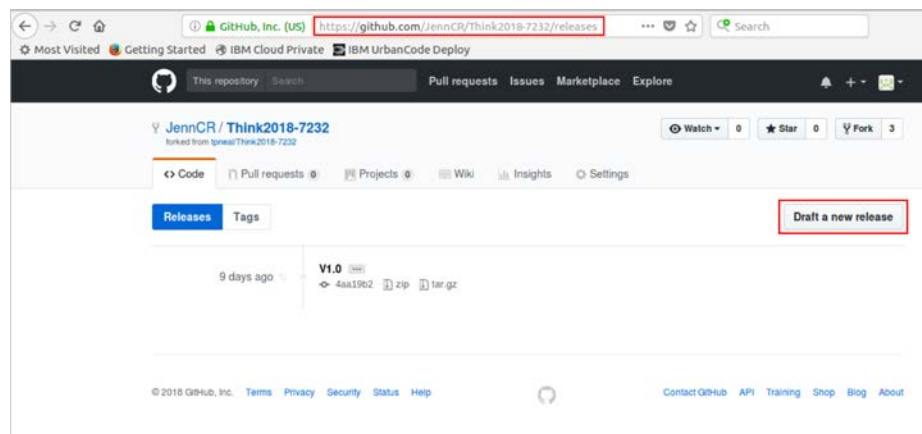 GitHub, Inc. (US) https://github.com/JennCR/Think2018-7232/releases Search
Most Visited Getting Started IBM Cloud Private IBM UrbanCode Deploy
This repository Search Pull requests Issues Marketplace Explore
JennCR / Think2018-7232 Watch 0 Star 0 Fork 3
forked from tpneal/Think2018-7232
Code Pull requests 0 Projects 0 Wiki Insights Settings
Releases Tags Draft a new release
9 days ago V1.0
4aa19b2 zip tar.gz
© 2018 GitHub, Inc. Terms Privacy Security Status Help Contact GitHub API Training Shop Blog About